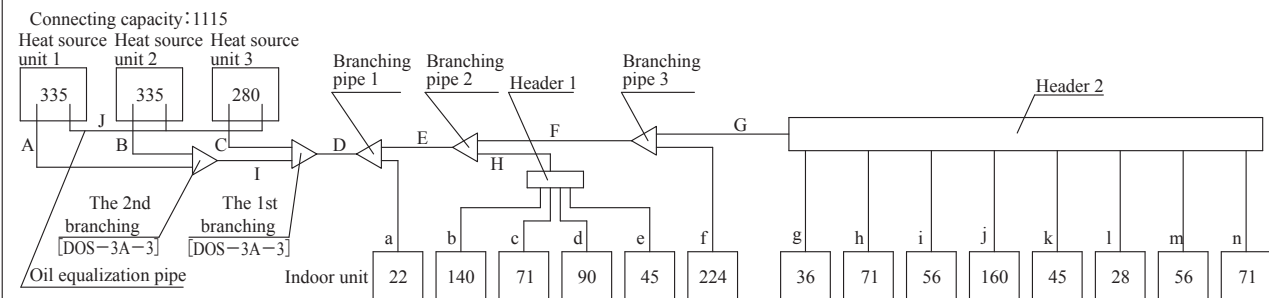 Connecting capacity:1115
Heat source unit 1
Heat source unit 2
Heat source unit 3
335
335
280
J
A
B
C
I
D
E
F
G
H
Branching pipe 1
Branching pipe 2
Header 1
Branching pipe 3
Header 2
The 2nd branching
[DOS-3A-3]
The 1st branching
[DOS-3A-3]
Oil equalization pipe
a
b
c
d
e
f
g
h
i
j
k
l
m
n
Indoor unit
22
140
71
90
45
224
36
71
56
160
45
28
56
71